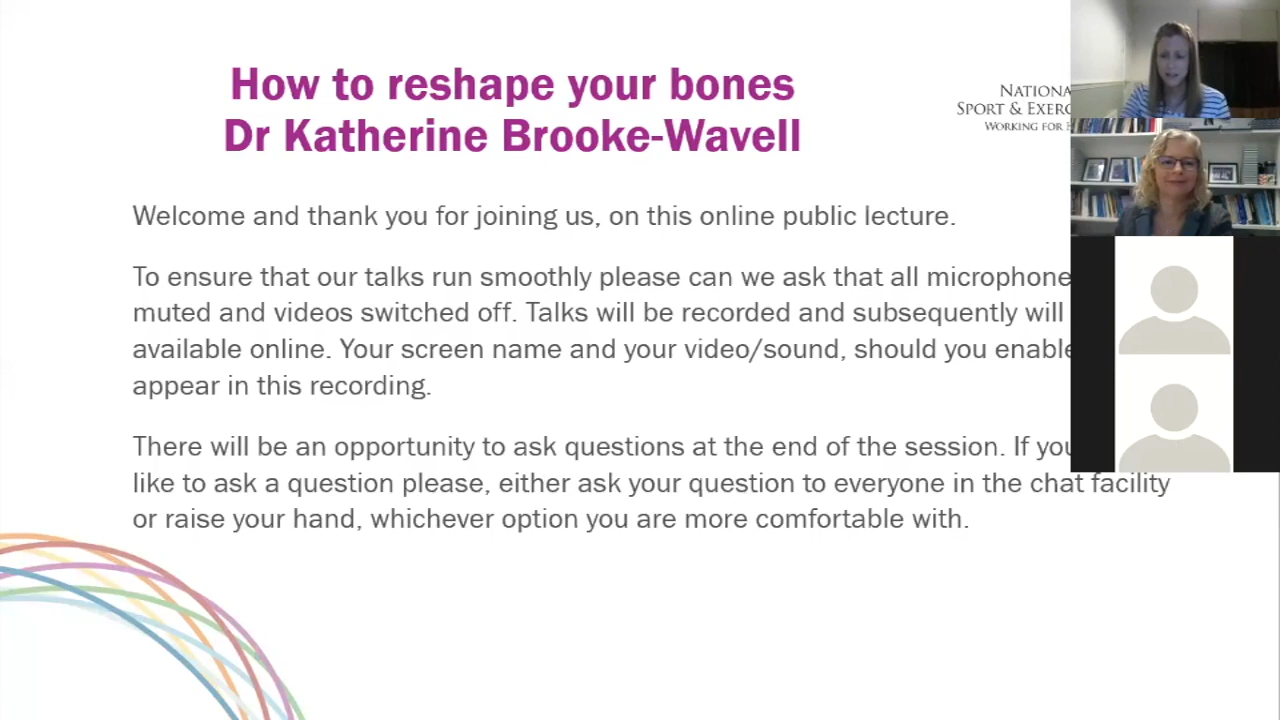 How to reshape your bones
Dr Katherine Brooke-Wavell
NATIONA
SPORT & EXERC
WORKING FOR
Welcome and thank you for joining us, on this online public lecture.
To ensure that our talks run smoothly please can we ask that all microphone
muted and videos switched off. Talks will be recorded and subsequently will
available online. Your screen name and your video/sound, should you enable
appear in this recording.
There will be an opportunity to ask questions at the end of the session. If you
like to ask a question please, either ask your question to everyone in the chat facility
or raise your hand, whichever option you are more comfortable with.